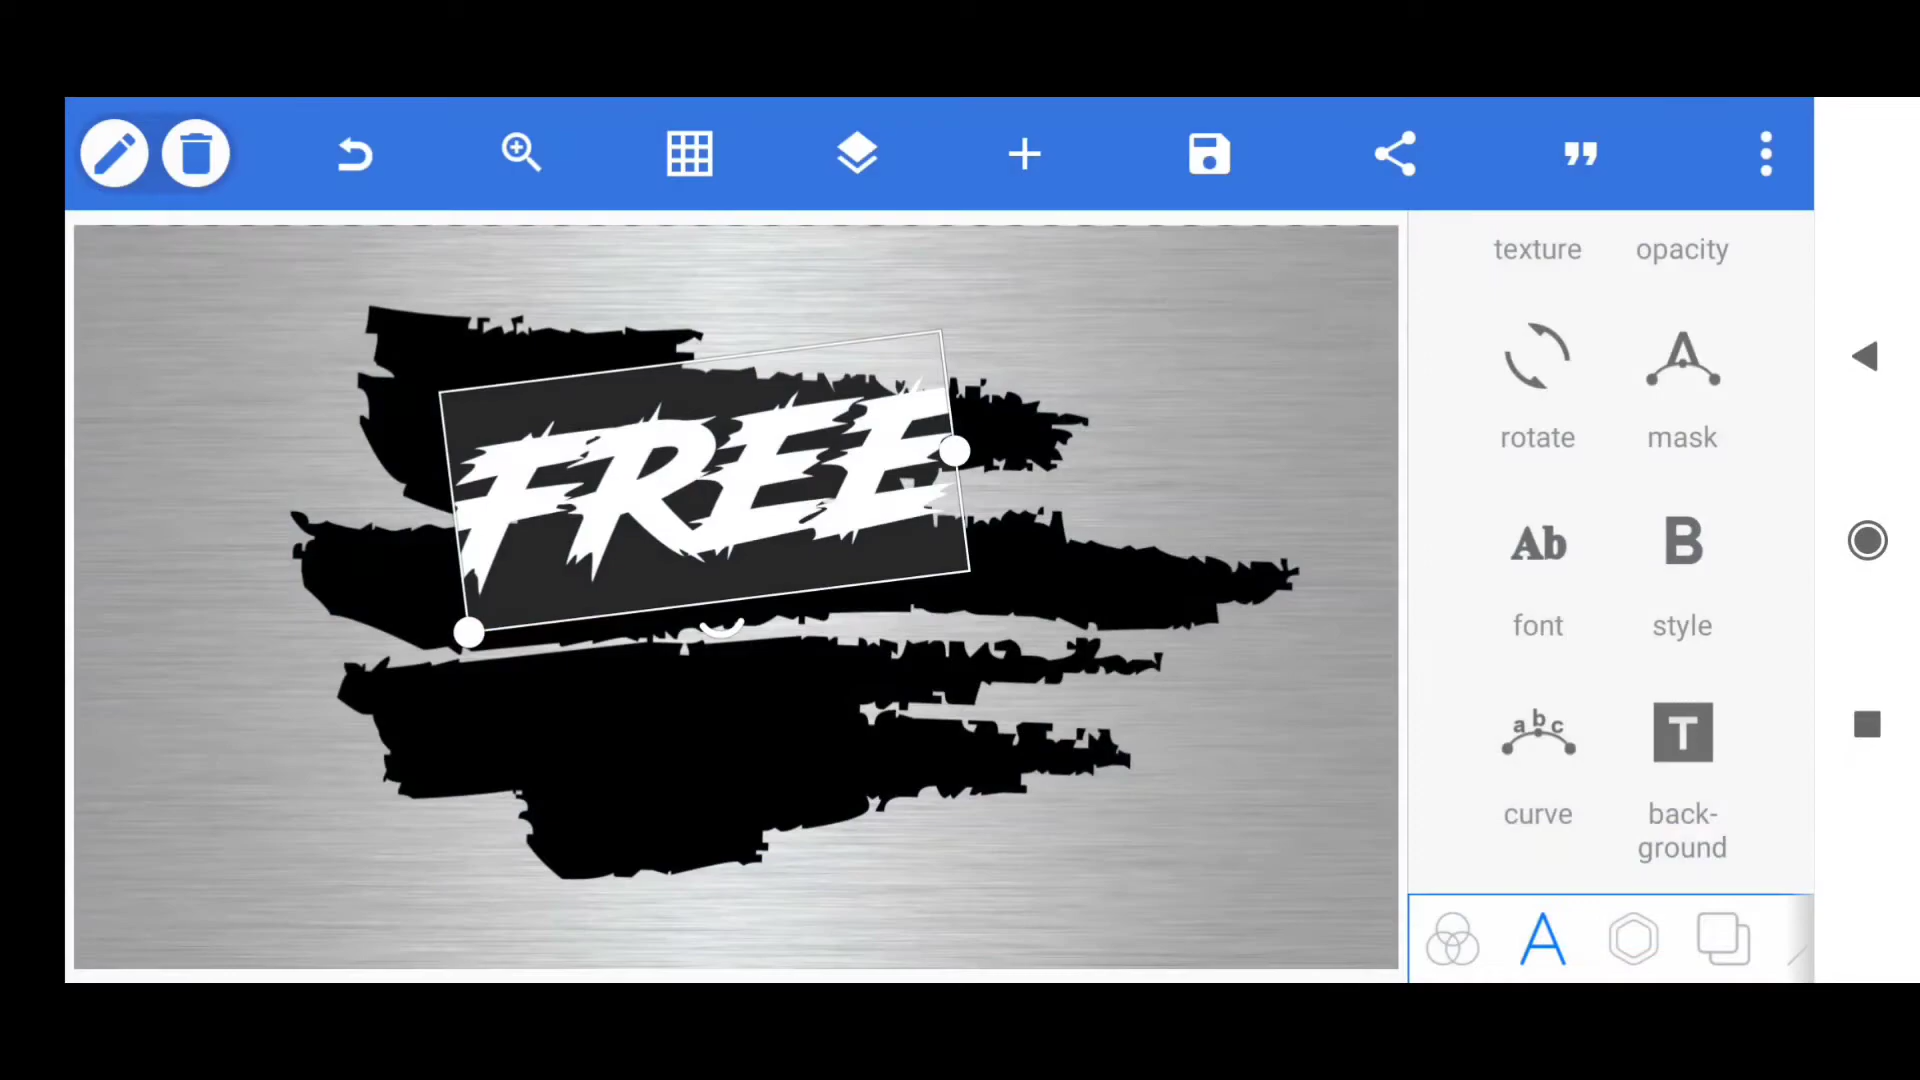 texture opacity
FREE
rotate mask
Ab B
font style
abc T
curve back-
ground
A